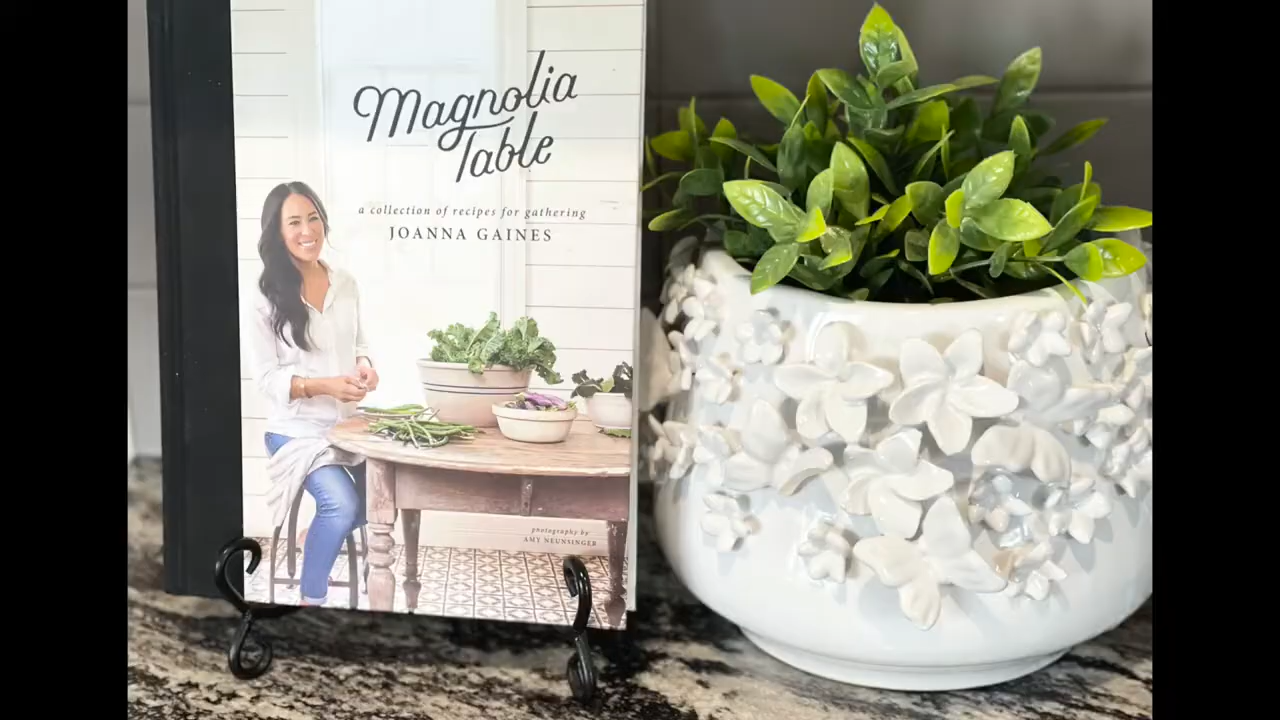 Magnolia
Table
a collection of recipes for gathering
JOANNA GAINES
photography by
AMY NEUNSINGER